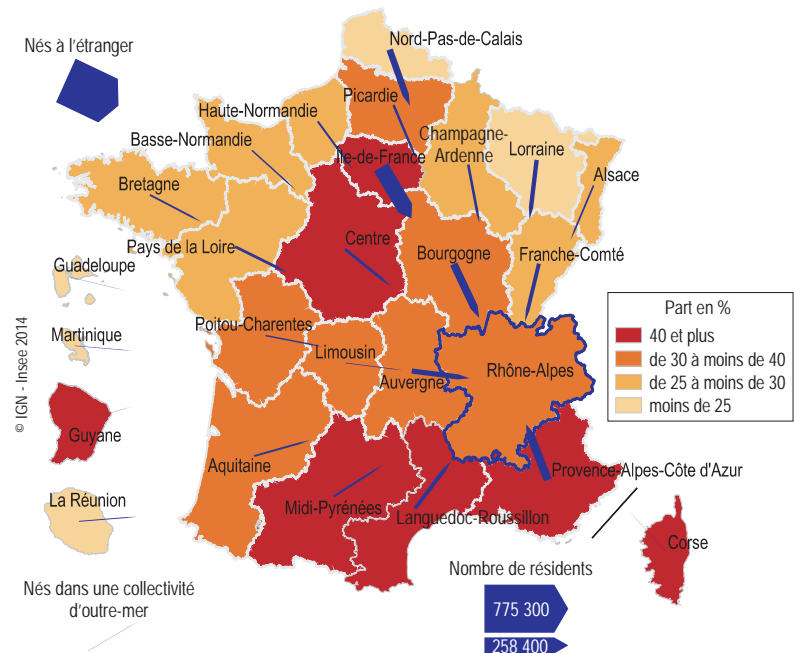 Nés à l'étranger
Nord-Pas-de-Calais
Picardie
Haute-Normandie
Basse-Normandie
Champagne-
Ardenne
Île-de-France
Lorraine
Alsace
Bretagne
Pays de la Loire
Centre
Bourgogne
Franche-Comté
Guadeloupe
Martinique
Poitou-Charentes
Limousin
Auvergne
Rhône-Alpes
Part en %
40 et plus
de 30 à moins de 40
de 25 à moins de 30
moins de 25
© IGN - Insee 2014
Guyane
Aquitaine
Midi-Pyrénées
Languedoc-Roussillon
Provence-Alpes-Côte d'Azur
La Réunion
Corse
Nés dans une collectivité
d'outre-mer
Nombre de résidents
775 300
258 400